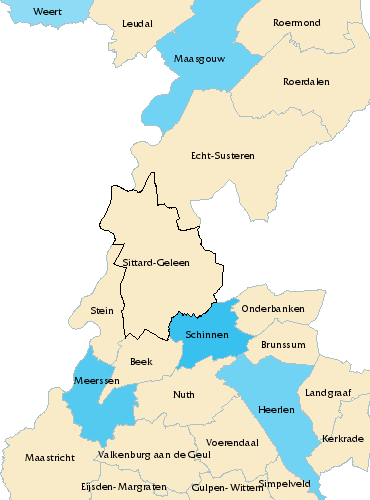 Weert
Leudal
Roermond
Maasgouw
Roerdalen
Echt-Susteren
Sittard-Geleen
Stein
Onderbanken
Schinnen
Brunssum
Beek
Meerssen
Nuth
Landgraaf
Heerlen
Kerkrade
Voerendaal
Maastricht
Valkenburg aan de Geul
Eijsden- Margraten
Gulpen- Wittem
Simpelveld